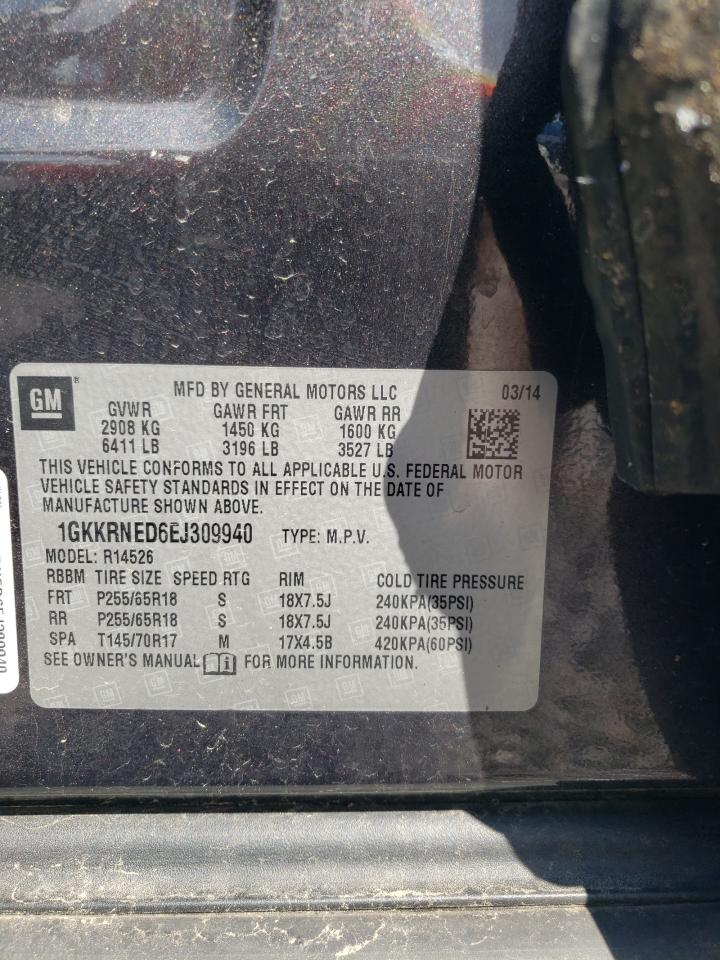 GM®
MFD BY GENERAL MOTORS LLC 03/14
GVWR GAWR FRT GAWR RR
2908 KG 1450 KG 1600 KG
6411 LB 3196 LB 3527 LB
THIS VEHICLE CONFORMS TO ALL APPLICABLE U.S. FEDERAL MOTOR
VEHICLE SAFETY STANDARDS IN EFFECT ON THE DATE OF
MANUFACTURE SHOWN ABOVE.
1GKKRNED6EJ309940 TYPE: M.P.V.
MODEL: R14526
RBBM TIRE SIZE SPEED RTG RIM COLD TIRE PRESSURE
FRT P255/65R18 S 18X7.5J 240KPA(35PSI)
RR P255/65R18 S 18X7.5J 240KPA(35PSI)
SPA T145/70R17 M 17X4.5B 420KPA(60PSI)
SEE OWNER'S MANUAL FOR MORE INFORMATION.